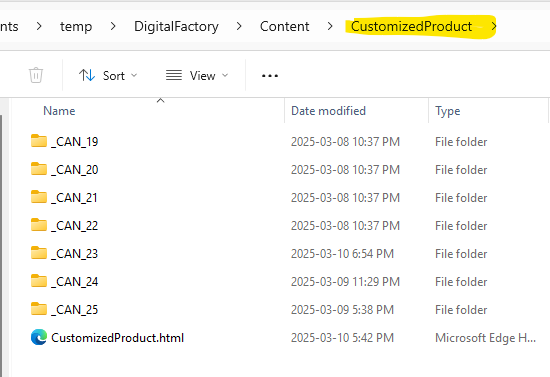 nts > temp > DigitalFactory > Content > CustomizedProduct >
Sort View ...
Name Date modified Type
_CAN_19 2025-03-08 10:37 PM File folder
_CAN_20 2025-03-08 10:37 PM File folder
_CAN_21 2025-03-08 10:37 PM File folder
_CAN_22 2025-03-08 10:37 PM File folder
_CAN_23 2025-03-10 6:54 PM File folder
_CAN_24 2025-03-09 11:29 PM File folder
_CAN_25 2025-03-09 5:38 PM File folder
CustomizedProduct.html 2025-03-10 5:42 PM Microsoft Edge H...